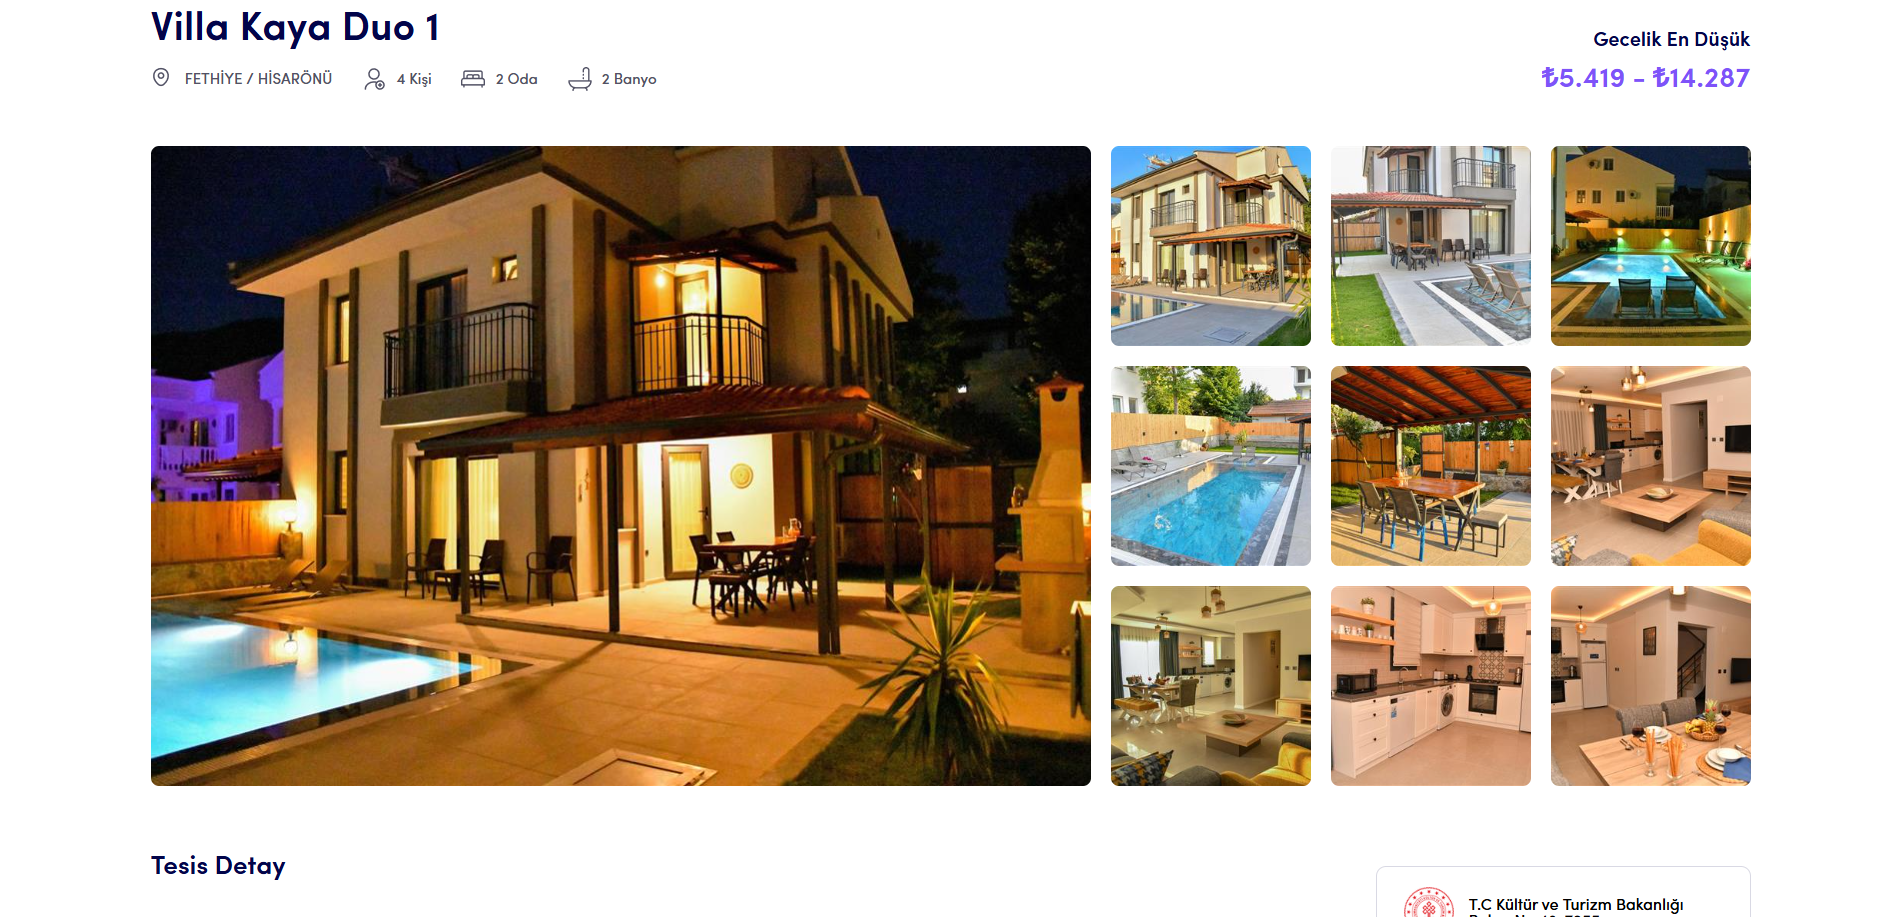 Villa Kaya Duo 1
FETHİYE / HİSARÖNÜ
4 Kişi
2 Oda
2 Banyo
Gecelik En Düşük
₺5.419 - ₺14.287
Tesis Detay
T.C Kültür ve Turizm Bakanlığı